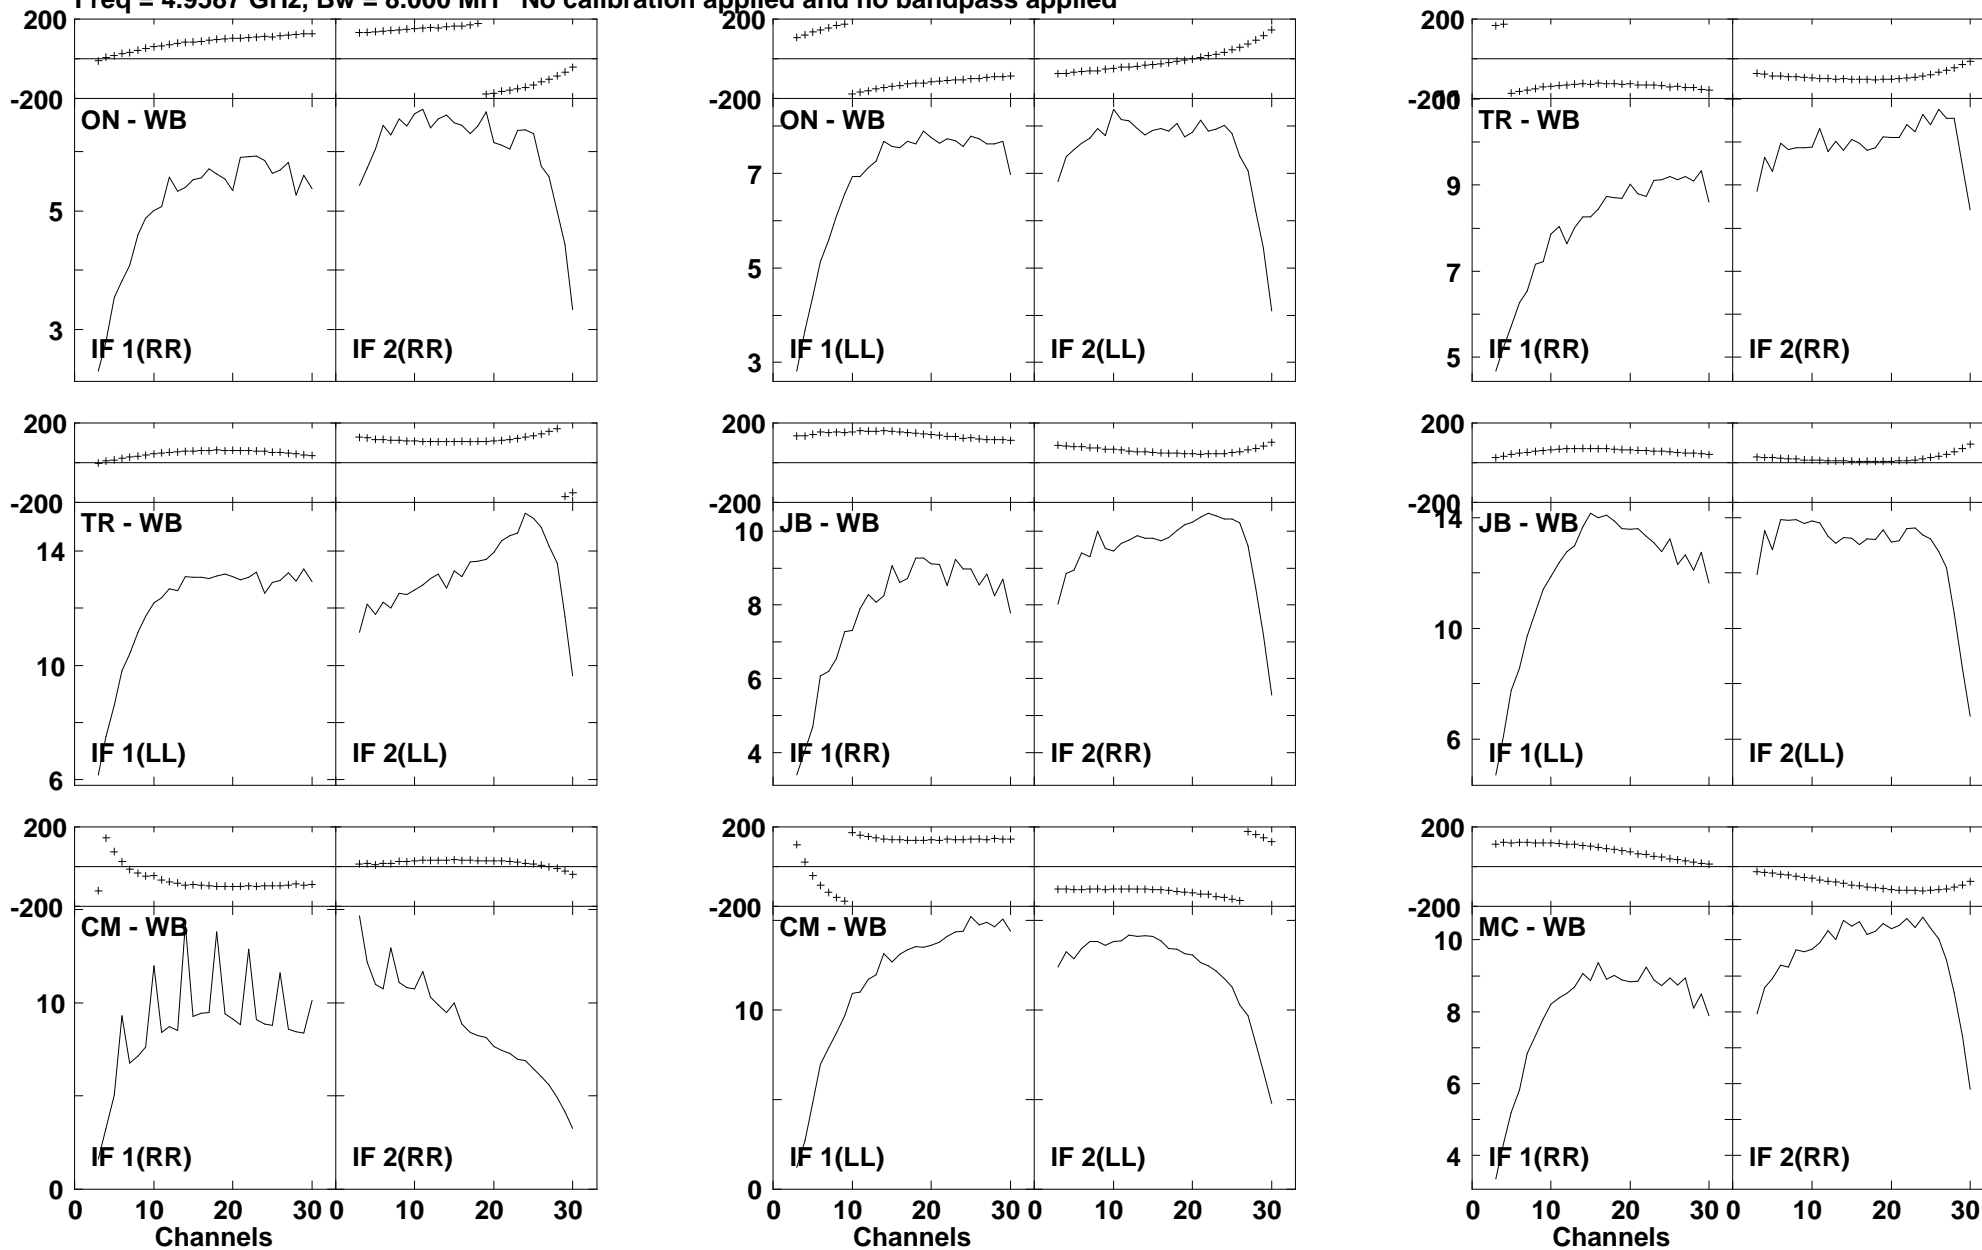 Freq = 4.9587 GHz, Bw = 8.000 MH No calibration applied and no bandpass applied
200 200 200
-200 -200 -200
ON - WB ON - WB TR - WB
7 9
5 5 7
3 3 5
IF 1(RR) IF 2(RR) IF 1(LL) IF 2(LL) IF 1(RR) IF 2(RR)
200 200 200
-200 -200 -200
TR - WB JB - WB JB - WB
14 10 14
10 8 10
6
6 4 6
IF 1(LL) IF 2(LL) IF 1(RR) IF 2(RR) IF 1(LL) IF 2(LL)
200 200 200
-200 -200 -200
CM - WB CM - WB MC - WB
10 10 10
8
6
4
IF 1(RR) IF 2(RR) IF 1(LL) IF 2(LL) IF 1(RR) IF 2(RR)
0 0
0 10 20 30 0 10 20 30 0 10 20 30 0 10 20 30 0 10 20 30 0 10 20 30
Channels Channels Channels